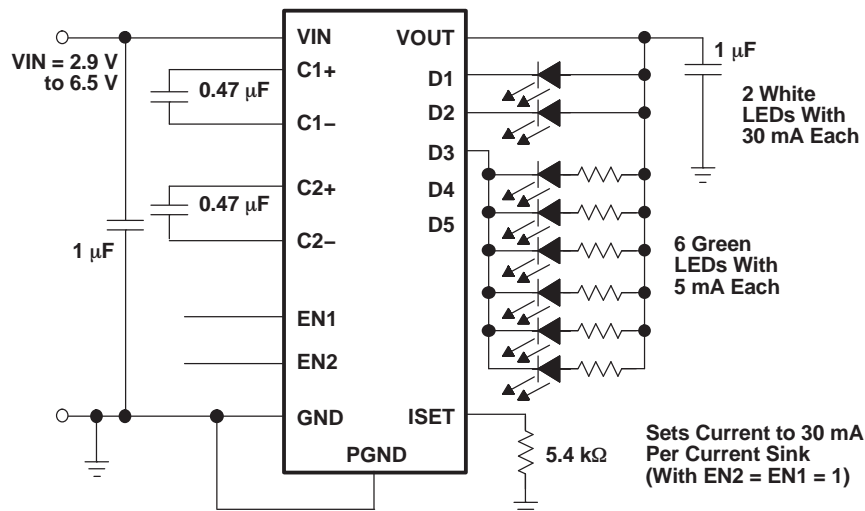 VIN
VOUT
VIN = 2.9 V
to 6.5 V
C1+
0.47 μF
C1–
D1
D2
D3
D4
D5
1 μF
2 White
LEDs With
30 mA Each
C2+
0.47 μF
C2–
1 μF
6 Green
LEDs With
5 mA Each
EN1
EN2
GND
ISET
PGND
5.4 kΩ
Sets Current to 30 mA
Per Current Sink
(With EN2 = EN1 = 1)